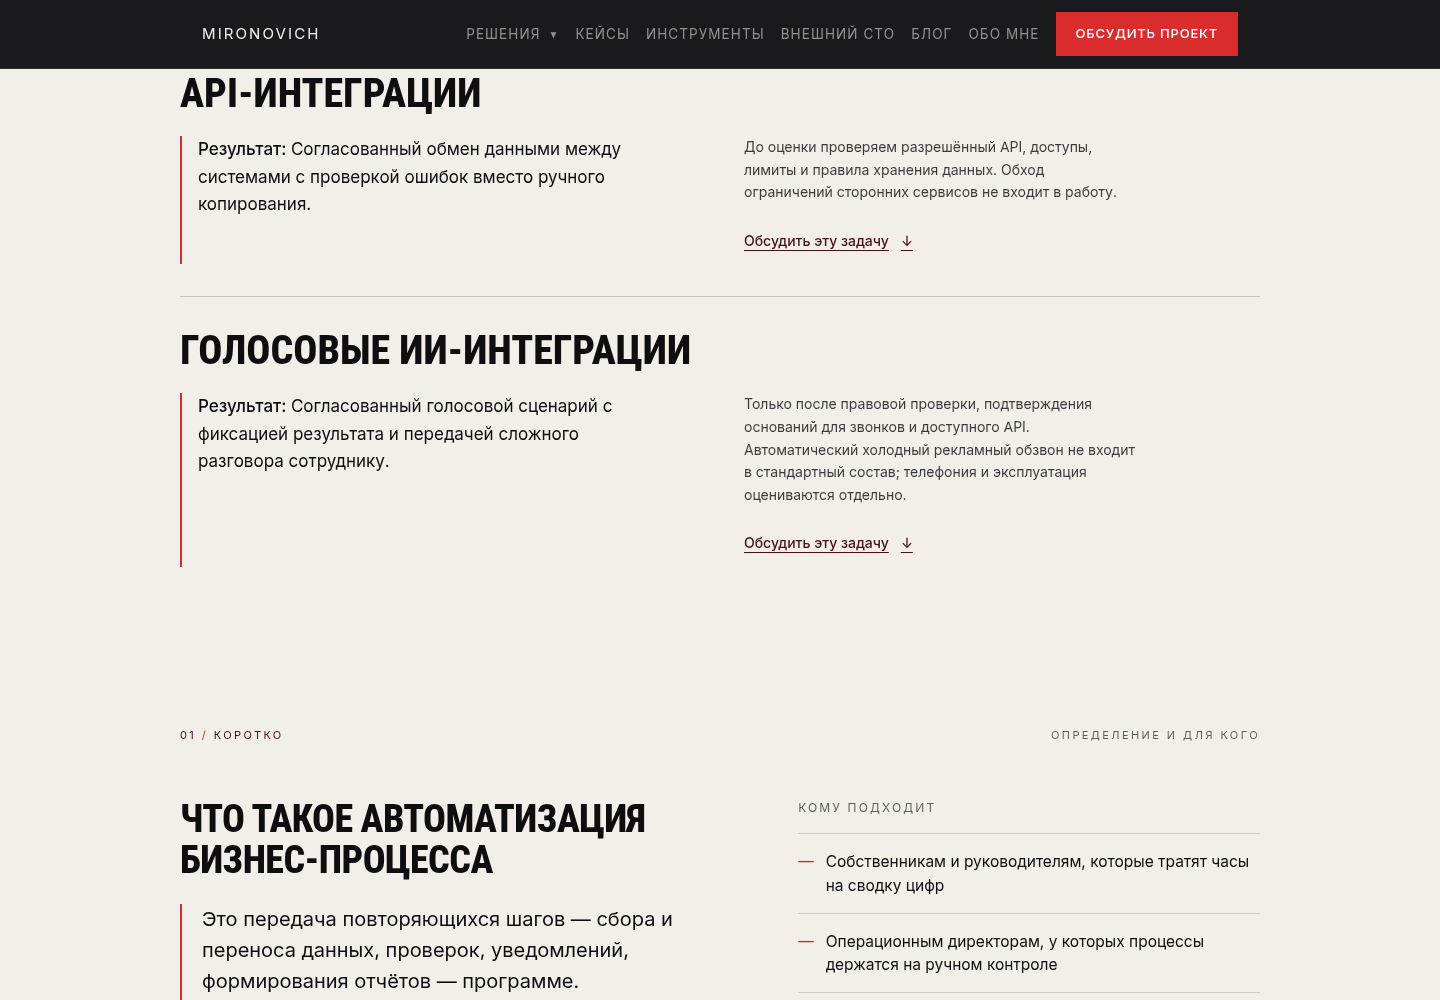 MIRONOVICH
РЕШЕНИЯ ▾ КЕЙСЫ ИНСТРУМЕНТЫ ВНЕШНИЙ СТО БЛОГ ОБО МНЕ ОБСУДИТЬ ПРОЕКТ
API-ИНТЕГРАЦИИ
Результат: Согласованный обмен данными между
системами с проверкой ошибок вместо ручного
копирования.
До оценки проверяем разрешённый API, доступы,
лимиты и правила хранения данных. Обход
ограничений сторонних сервисов не входит в работу.
Обсудить эту задачу ↓
ГОЛОСОВЫЕ ИИ-ИНТЕГРАЦИИ
Результат: Согласованный голосовой сценарий с
фиксацией результата и передачей сложного
разговора сотруднику.
Только после правовой проверки, подтверждения
оснований для звонков и доступного API.
Автоматический холодный рекламный обзвон не входит
в стандартный состав; телефония и эксплуатация
оцениваются отдельно.
Обсудить эту задачу ↓
01 / КОРОТКО
ОПРЕДЕЛЕНИЕ И ДЛЯ КОГО
ЧТО ТАКОЕ АВТОМАТИЗАЦИЯ
БИЗНЕС-ПРОЦЕССА
Это передача повторяющихся шагов — сбора и
переноса данных, проверок, уведомлений,
формирования отчётов — программе.
КОМУ ПОДХОДИТ
— Собственникам и руководителям, которые тратят часы
на сводку цифр
— Операционным директорам, у которых процессы
держатся на ручном контроле